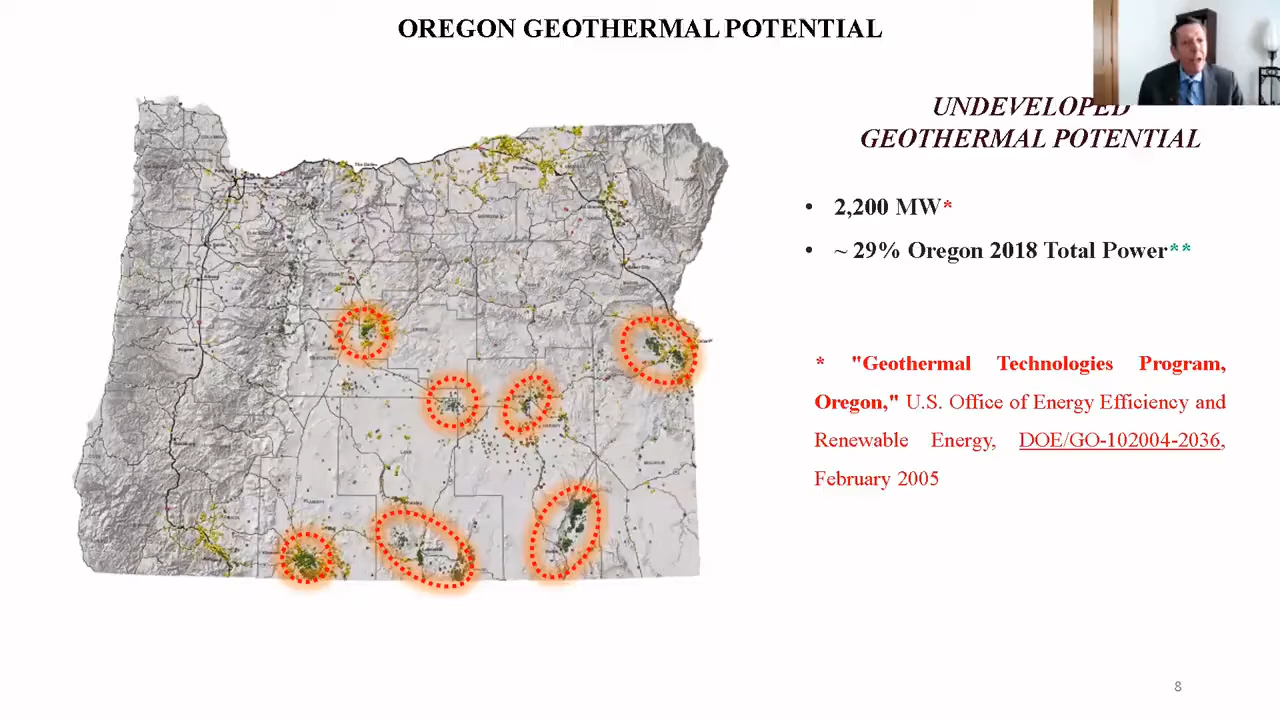 OREGON GEOTHERMAL POTENTIAL
UNDEVELOPED
GEOTHERMAL POTENTIAL
• 2,200 MW*
• ~ 29% Oregon 2018 Total Power**
* "Geothermal Technologies Program,
Oregon," U.S. Office of Energy Efficiency and
Renewable Energy, DOE/GO-102004-2036,
February 2005
8